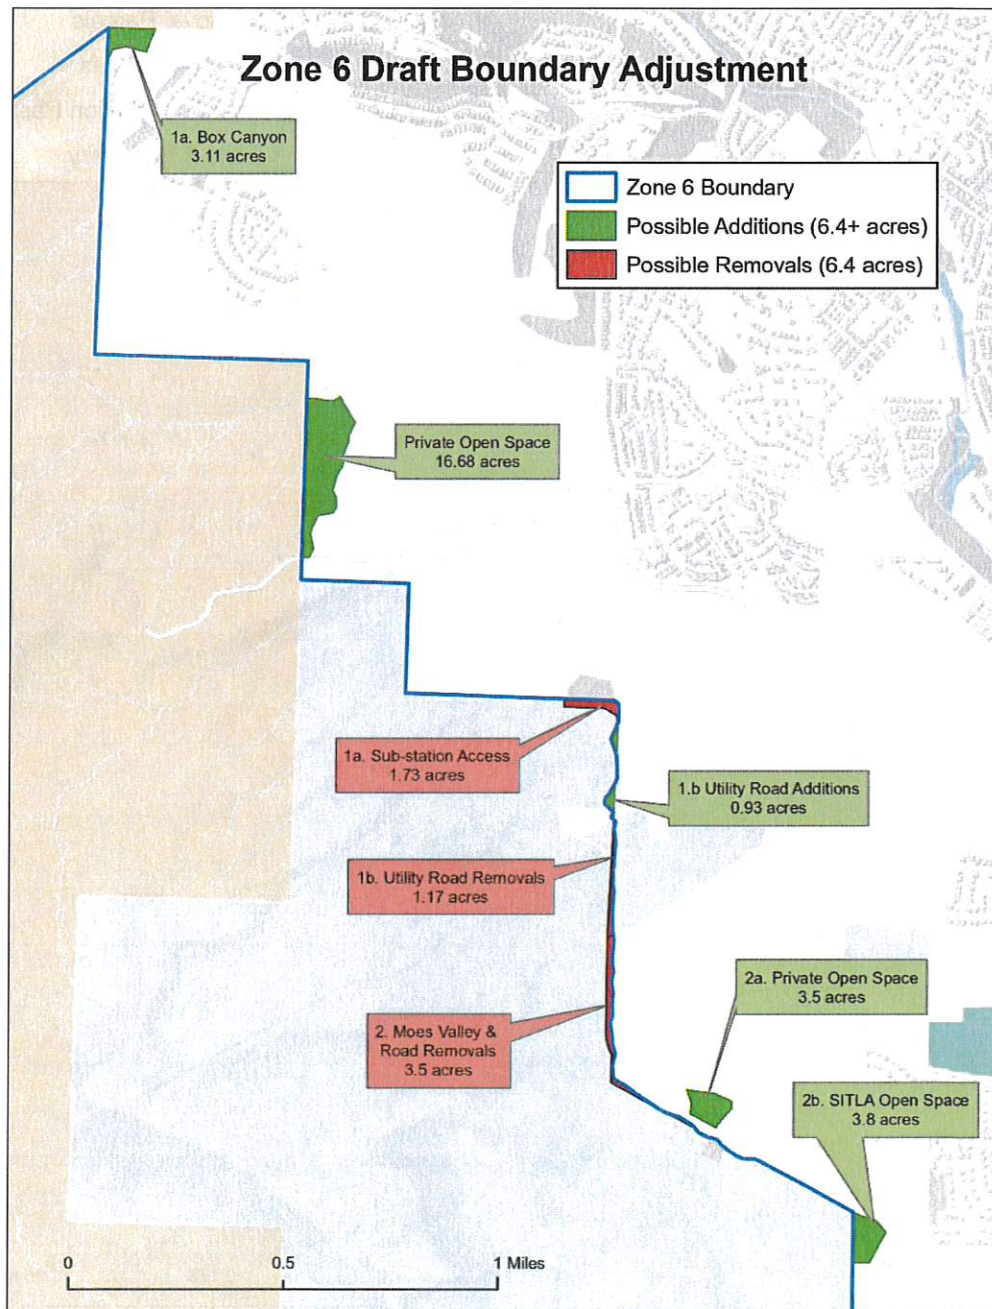 Zone 6 Draft Boundary Adjustment
1a. Box Canyon
3.11 acres
Zone 6 Boundary
Possible Additions (6.4+ acres)
Possible Removals (6.4 acres)
Private Open Space
16.68 acres
1a. Sub-station Access
1.73 acres
1.b Utility Road Additions
0.93 acres
1b. Utility Road Removals
1.17 acres
2a. Private Open Space
3.5 acres
2. Moes Valley &
Road Removals
3.5 acres
2b. SITLA Open Space
3.8 acres
0 0.5 1 Miles